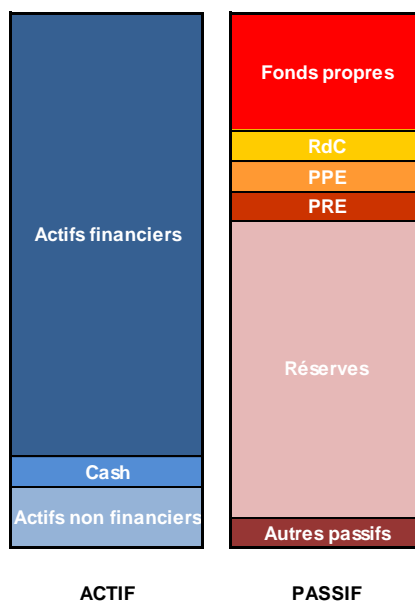 Actifs financiers
Cash
Actifs non financiers
ACTIF
Fonds propres
RdC
PPE
PRE
Réserves
Autres passifs
PASSIF